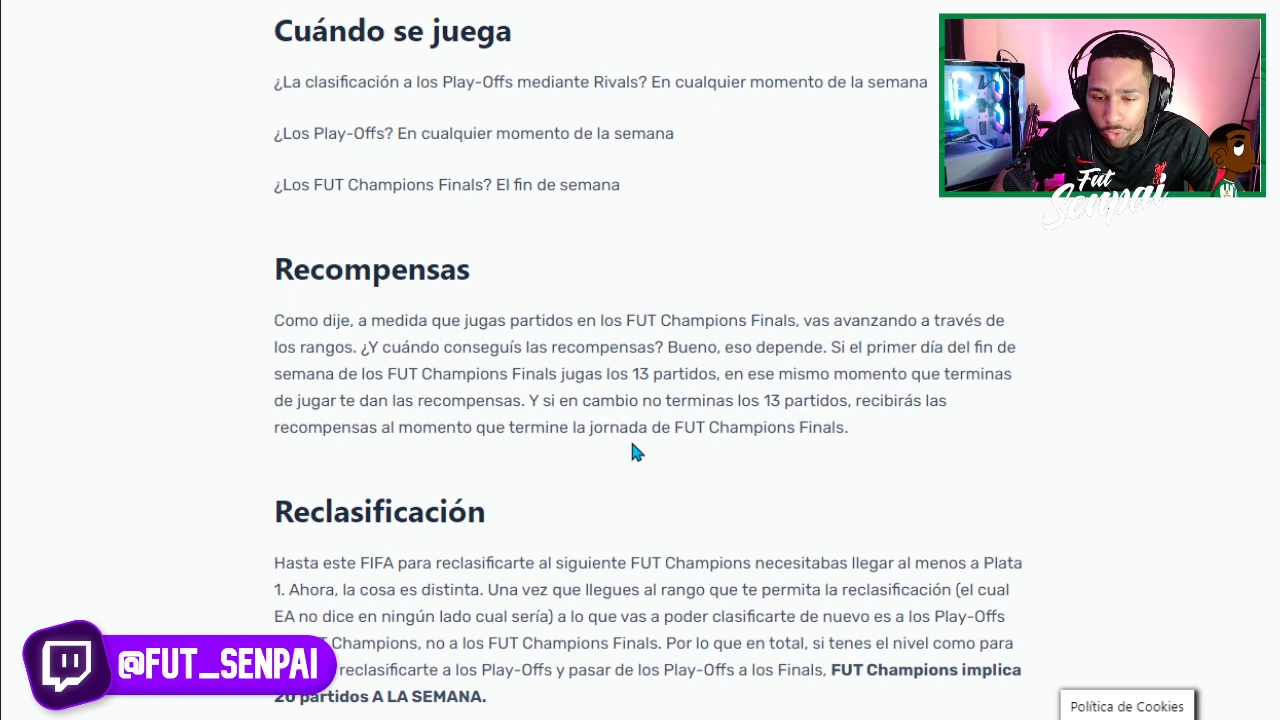 Cuándo se juega
¿La clasificación a los Play-Offs mediante Rivals? En cualquier momento de la semana
¿Los Play-Offs? En cualquier momento de la semana
¿Los FUT Champions Finals? El fin de semana
Fut
Senpai
Recompensas
Como dije, a medida que jugas partidos en los FUT Champions Finals, vas avanzando a través de
los rangos. ¿Y cuándo conseguís las recompensas? Bueno, eso depende. Si el primer día del fin de
semana de los FUT Champions Finals jugas los 13 partidos, en ese mismo momento que terminas
de jugar te dan las recompensas. Y si en cambio no terminas los 13 partidos, recibirás las
recompensas al momento que termine la jornada de FUT Champions Finals.
Reclasificación
Hasta este FIFA para reclasificarte al siguiente FUT Champions necesitabas llegar al menos a Plata
1. Ahora, la cosa es distinta. Una vez que llegues al rango que te permita la reclasificación (el cual
EA no dice en ningún lado cual sería) a lo que vas a poder clasificarte de nuevo es a los Play-Offs
Champions, no a los FUT Champions Finals. Por lo que en total, si tenes el nivel como para
reclasificarte a los Play-Offs y pasar de los Play-Offs a los Finals, FUT Champions implica
20 partidos A LA SEMANA.
@FUT_SENPAI
Política de Cookies